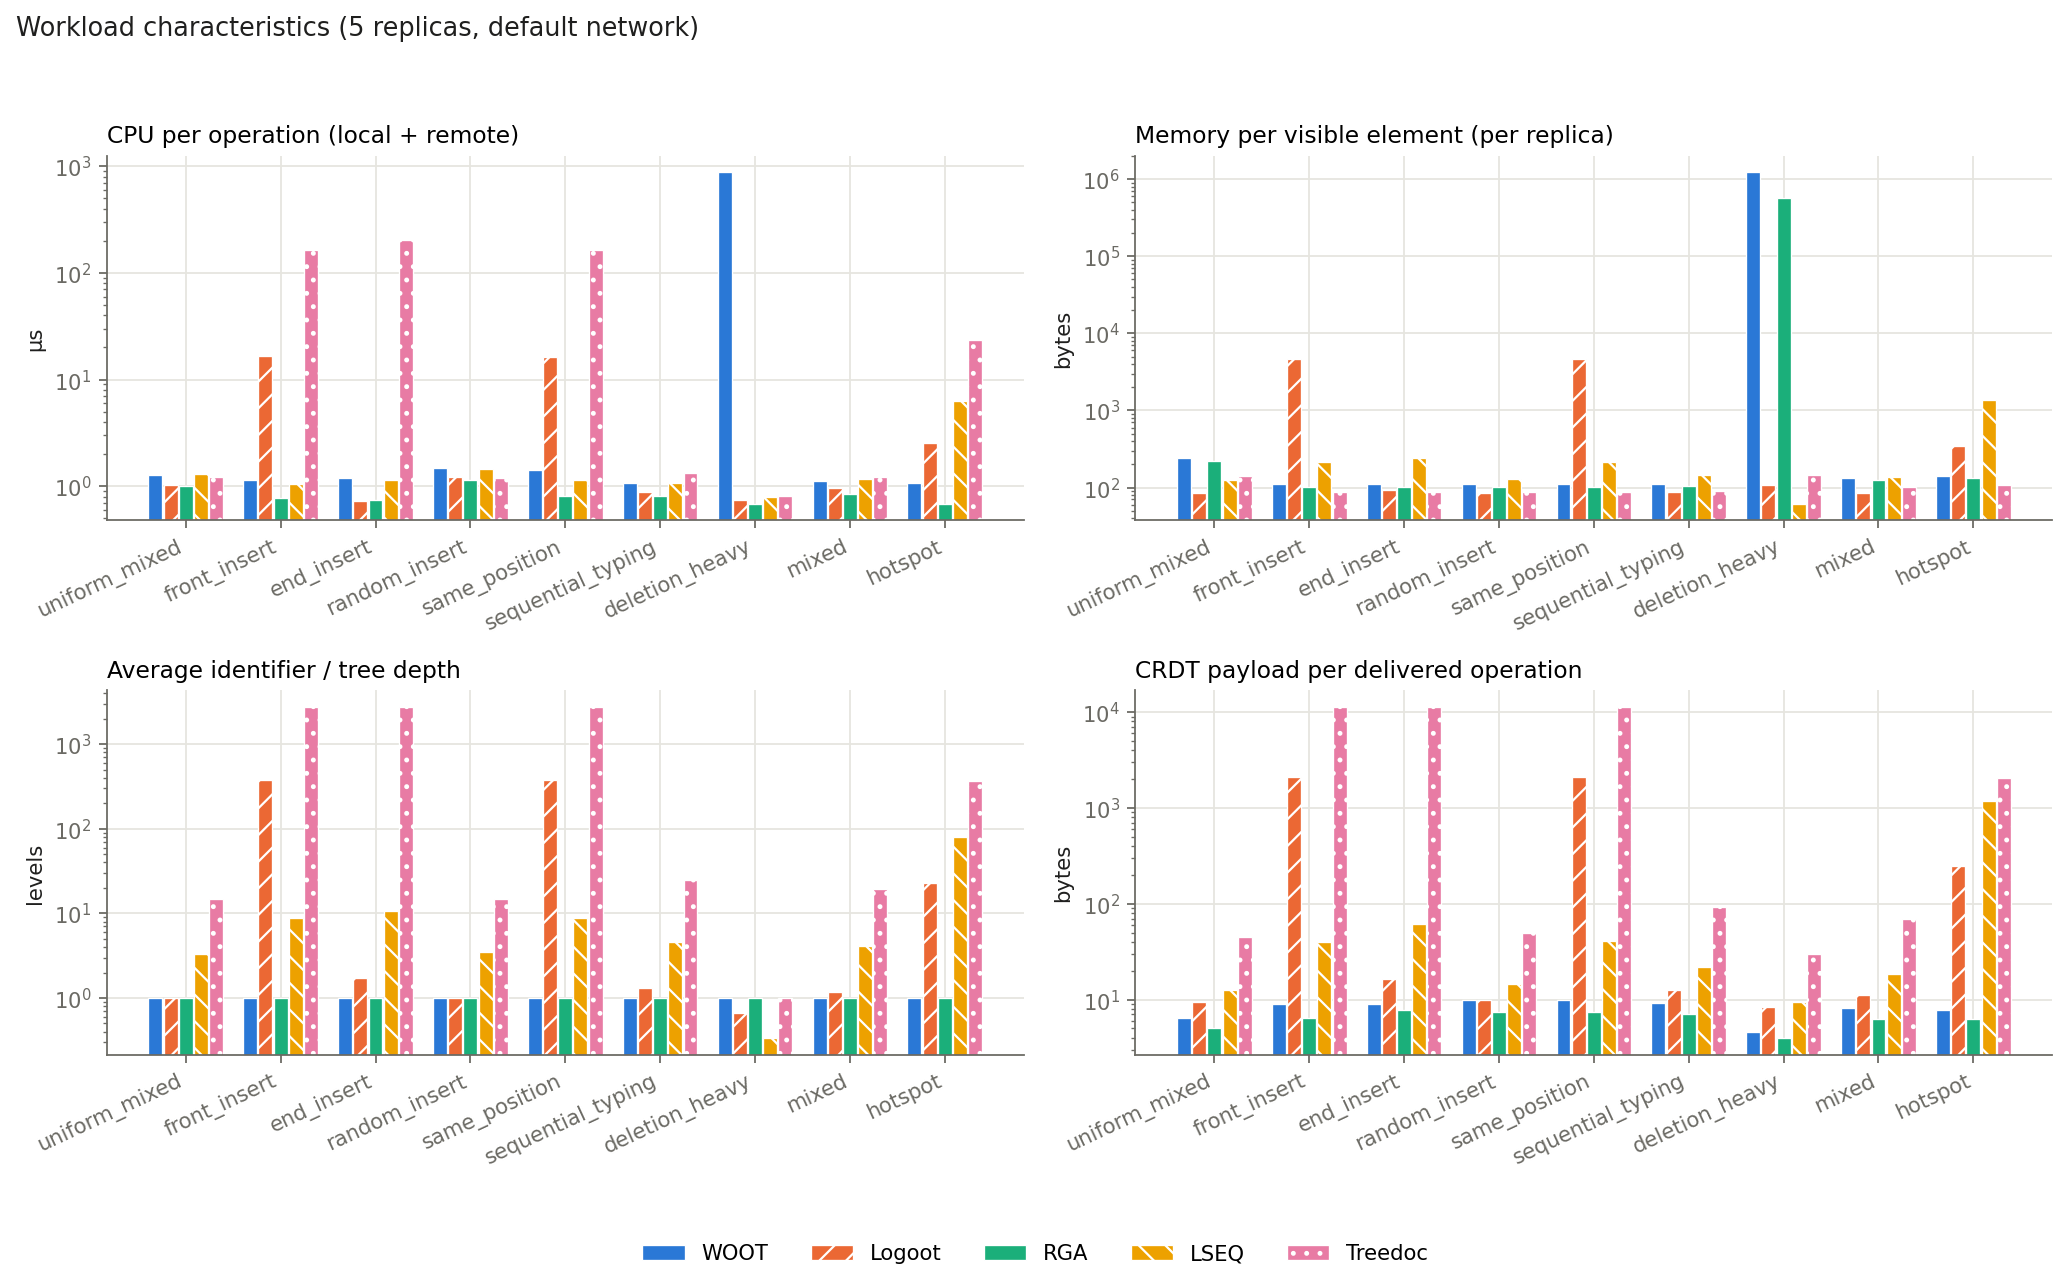 Workload characteristics (5 replicas, default network)
CPU per operation (local + remote)
µs
10³
10²
10¹
10⁰
uniform_mixed
front_insert
end_insert
random_insert
same_position
sequential_typing
deletion_heavy
mixed
hotspot
Memory per visible element (per replica)
bytes
10⁶
10⁵
10⁴
10³
10²
uniform_mixed
front_insert
end_insert
random_insert
same_position
sequential_typing
deletion_heavy
mixed
hotspot
Average identifier / tree depth
levels
10³
10²
10¹
10⁰
uniform_mixed
front_insert
end_insert
random_insert
same_position
sequential_typing
deletion_heavy
mixed
hotspot
CRDT payload per delivered operation
bytes
10⁴
10³
10²
10¹
uniform_mixed
front_insert
end_insert
random_insert
same_position
sequential_typing
deletion_heavy
mixed
hotspot
WOOT Logoot RGA LSEQ Treedoc